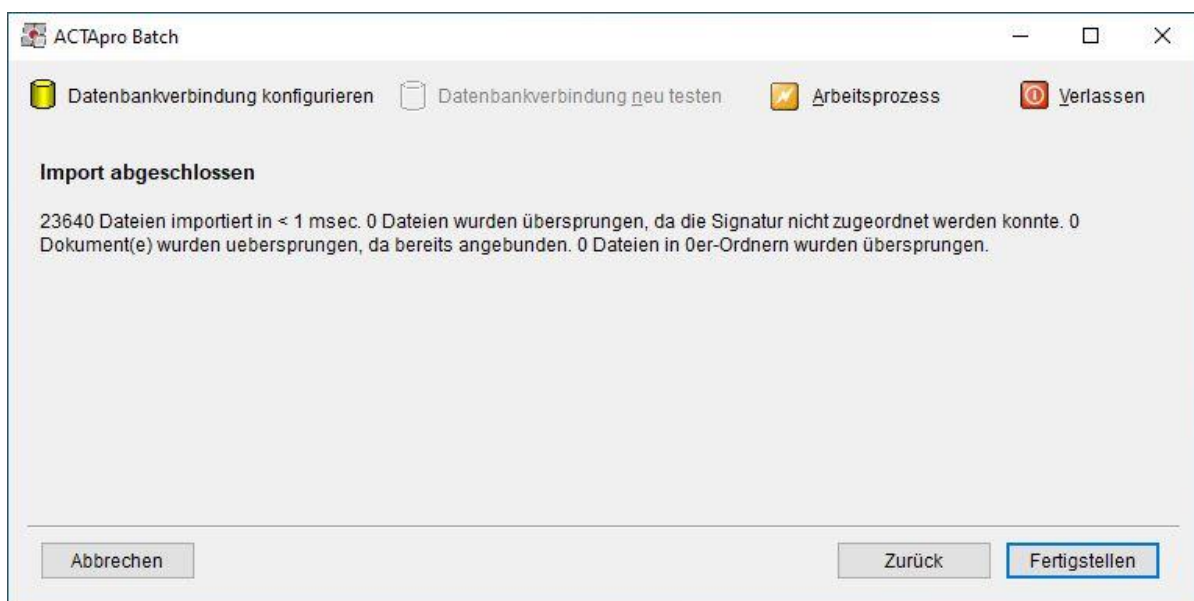 ACTApro Batch
Datenbankverbindung konfigurieren Datenbankverbindung neu testen Arbeitsprozess Verlassen
Import abgeschlossen
23640 Dateien importiert in < 1 msec. 0 Dateien wurden übersprungen, da die Signatur nicht zugeordnet werden konnte. 0
Dokument(e) wurden uebersprungen, da bereits angebunden. 0 Dateien in 0er-Ordnern wurden übersprungen.
Abbrechen Zurück Fertigstellen